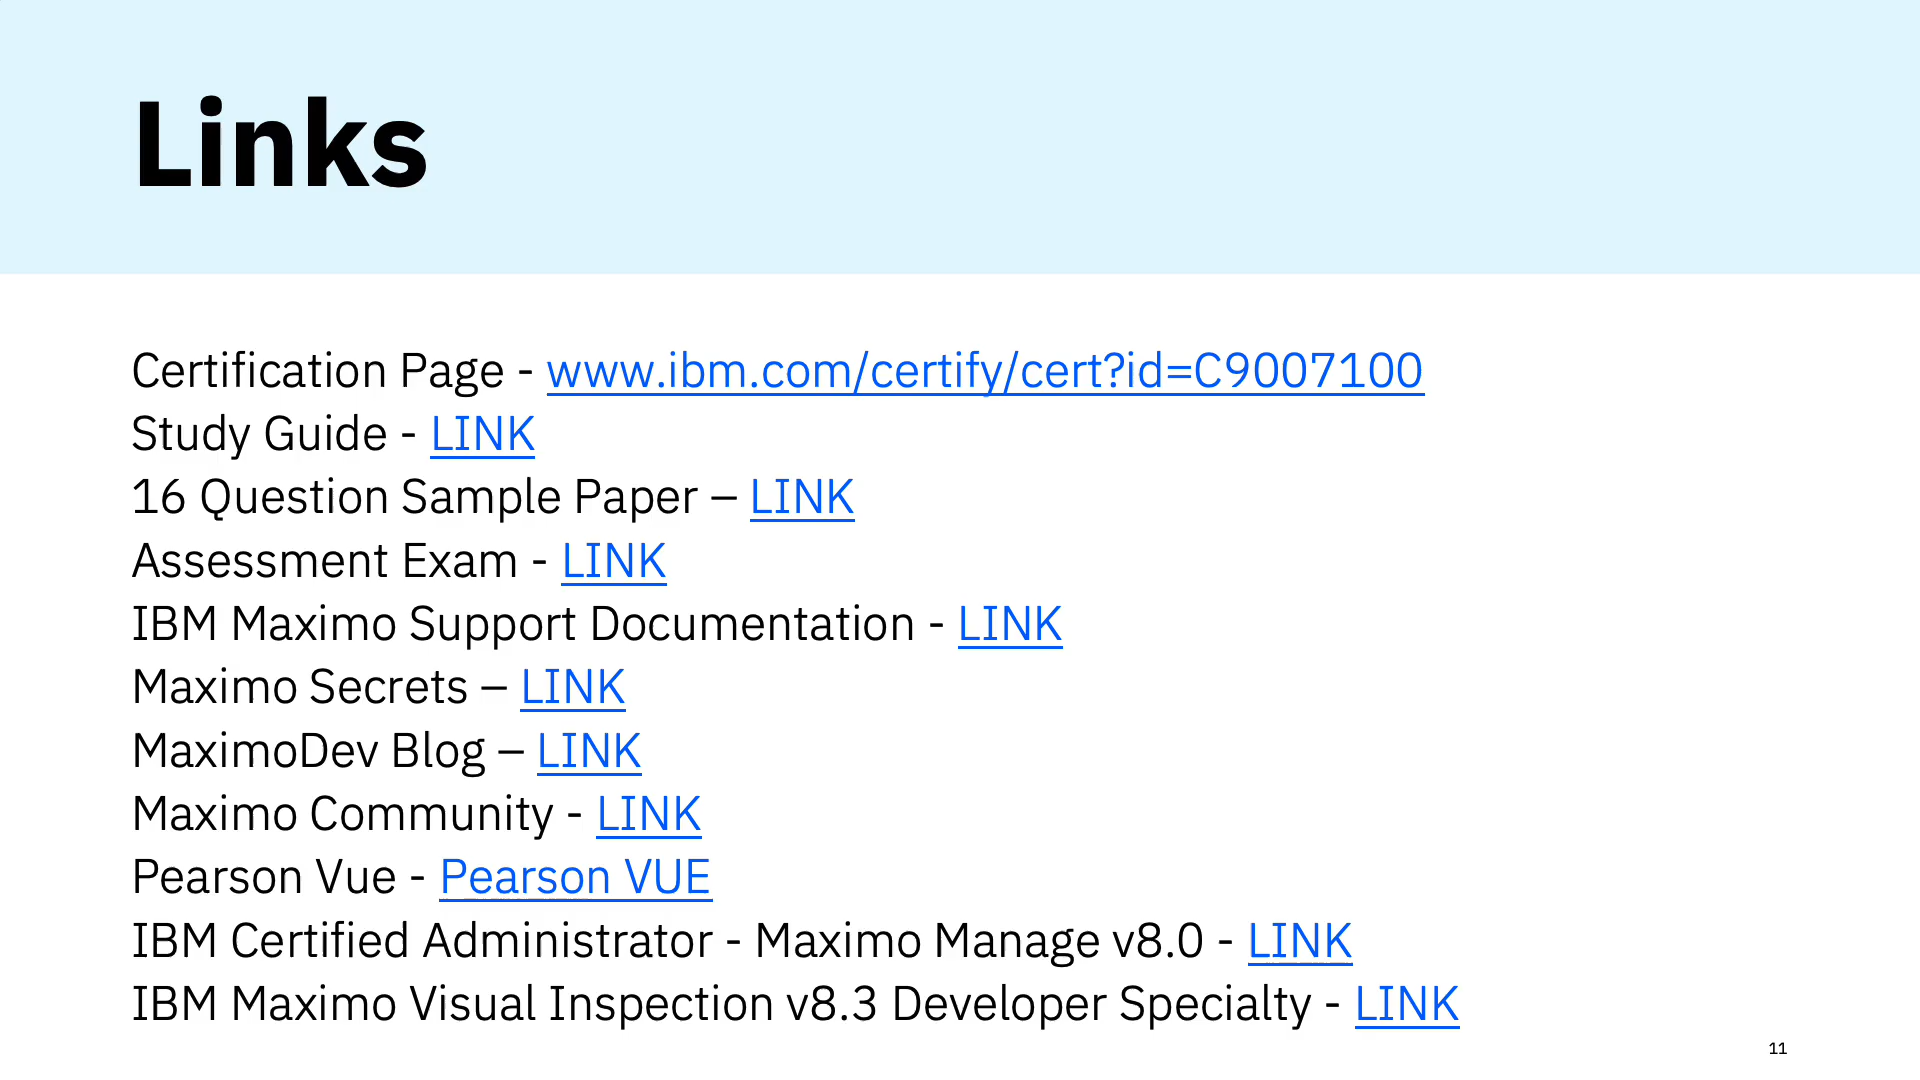 Links
Certification Page - www.ibm.com/certify/cert?id=C9007100
Study Guide - LINK
16 Question Sample Paper – LINK
Assessment Exam - LINK
IBM Maximo Support Documentation - LINK
Maximo Secrets – LINK
MaximoDev Blog – LINK
Maximo Community - LINK
Pearson Vue - Pearson VUE
IBM Certified Administrator - Maximo Manage v8.0 - LINK
IBM Maximo Visual Inspection v8.3 Developer Specialty - LINK
11